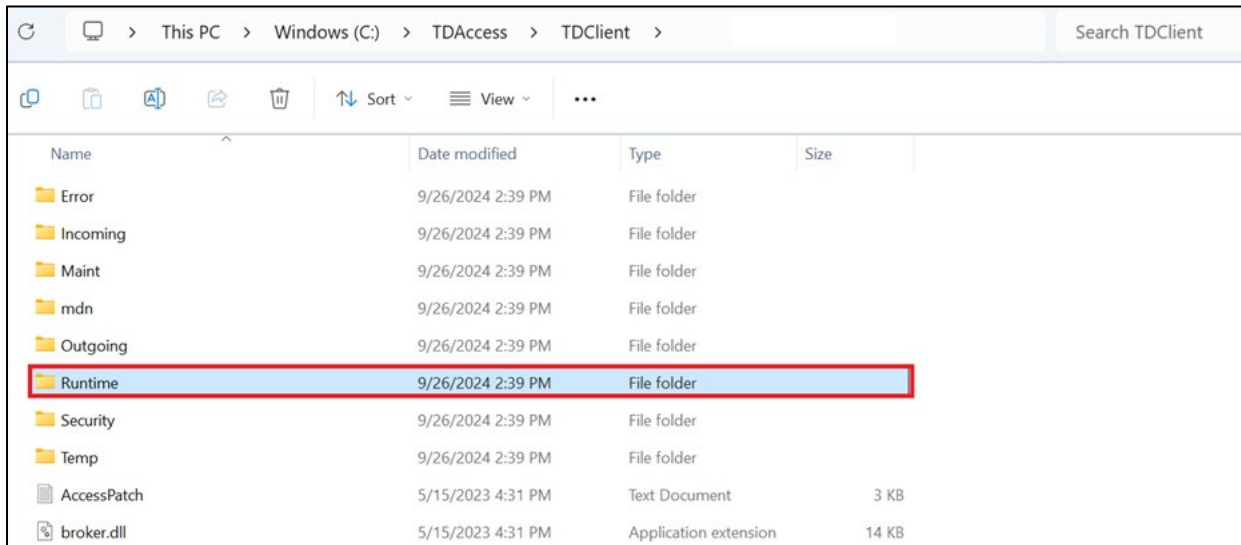 This PC > Windows (C:) > TDAccess > TDClient > Search TDClient
Sort View ...
Name Date modified Type Size
Error 9/26/2024 2:39 PM File folder
Incoming 9/26/2024 2:39 PM File folder
Maint 9/26/2024 2:39 PM File folder
mdn 9/26/2024 2:39 PM File folder
Outgoing 9/26/2024 2:39 PM File folder
Runtime 9/26/2024 2:39 PM File folder
Security 9/26/2024 2:39 PM File folder
Temp 9/26/2024 2:39 PM File folder
AccessPatch 5/15/2023 4:31 PM Text Document 3 KB
broker.dll 5/15/2023 4:31 PM Application extension 14 KB